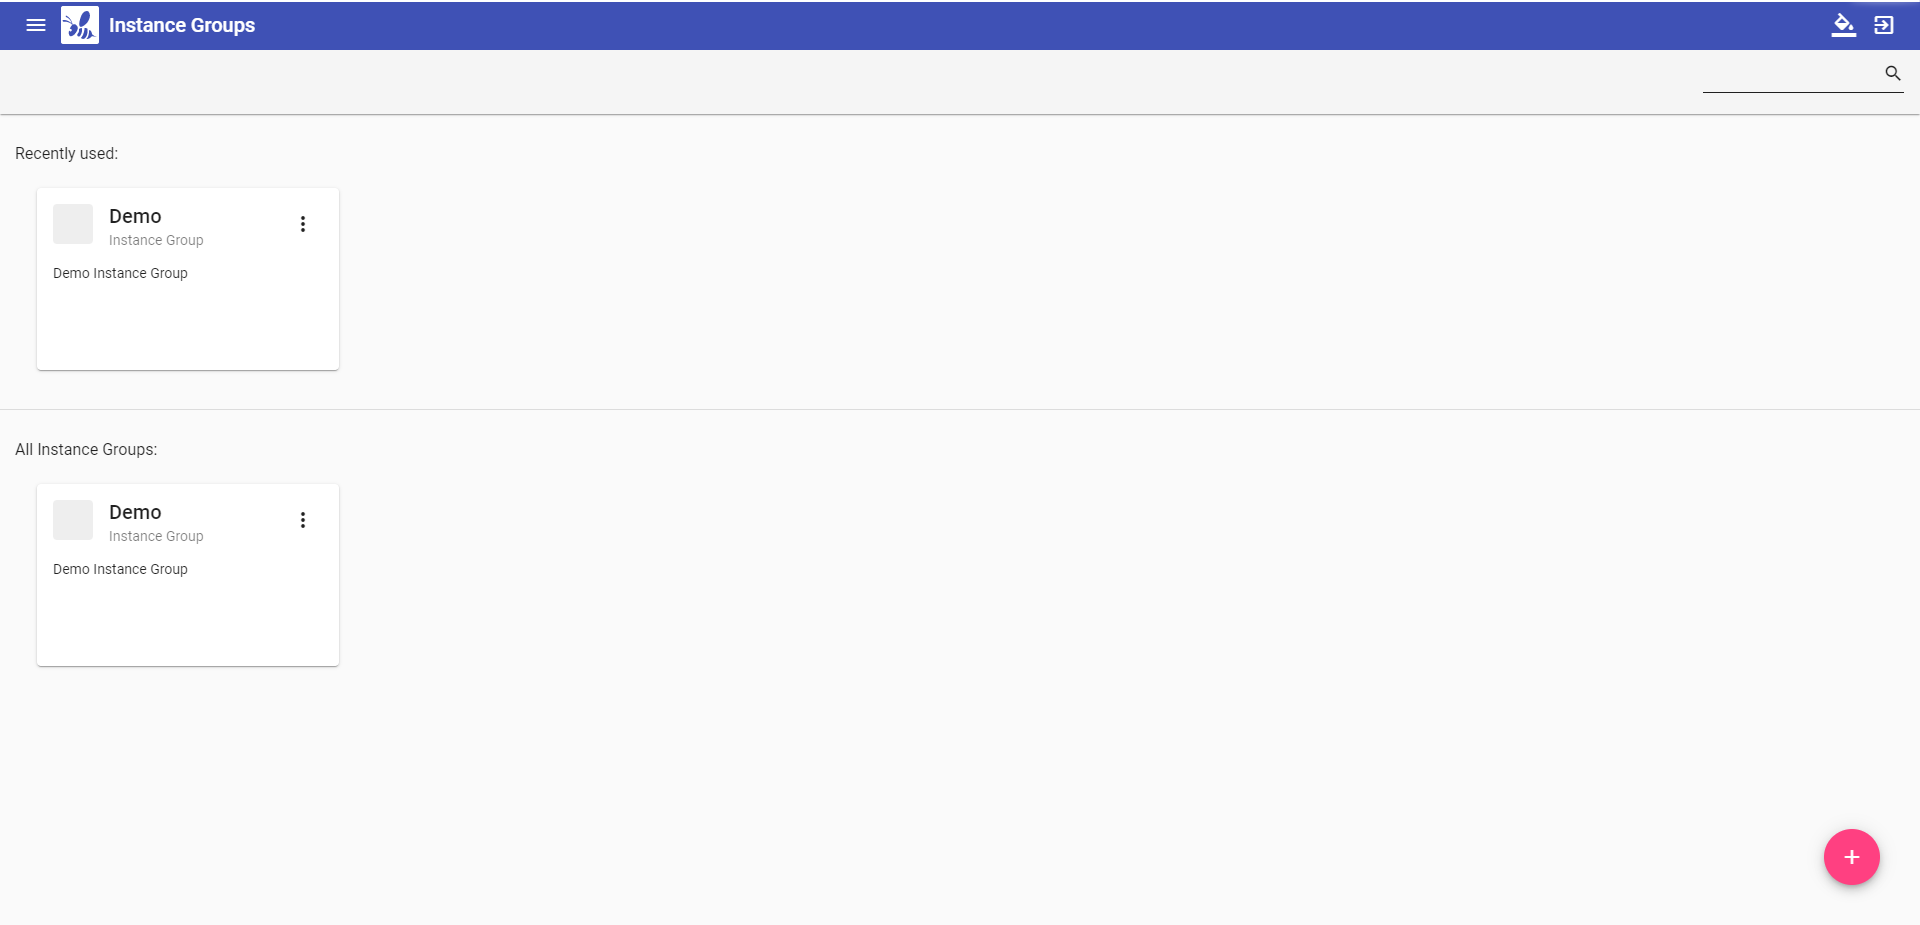 Instance Groups
Recently used:
Demo
Instance Group
Demo Instance Group
All Instance Groups:
Demo
Instance Group
Demo Instance Group